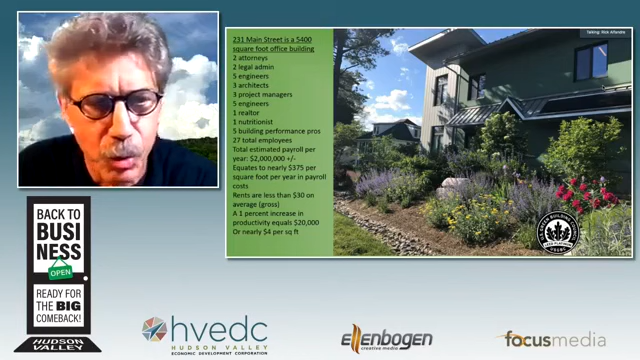 Talking: Rick Alfandre
231 Main Street is a 5400
square foot office building
2 attorneys
2 legal admin
5 engineers
3 architects
3 project managers
5 engineers
1 realtor
1 nutritionist
5 building performance pros
27 total employees
Total estimated payroll per
year: $2,000,000 +/-
Equates to nearly $375 per
square foot per year in payroll
costs
Rents are less than $30 on
average (gross)
A 1 percent increase in
productivity equals $20,000
Or nearly $4 per sq ft
BACK TO
BUSI
NESS
OPEN
READY FOR
THE BIG
COMEBACK!
HUDSON
VALLEY
hvedc
HUDSON VALLEY
ECONOMIC DEVELOPMENT CORPORATION
ellenbogen
creative media
focusmedia